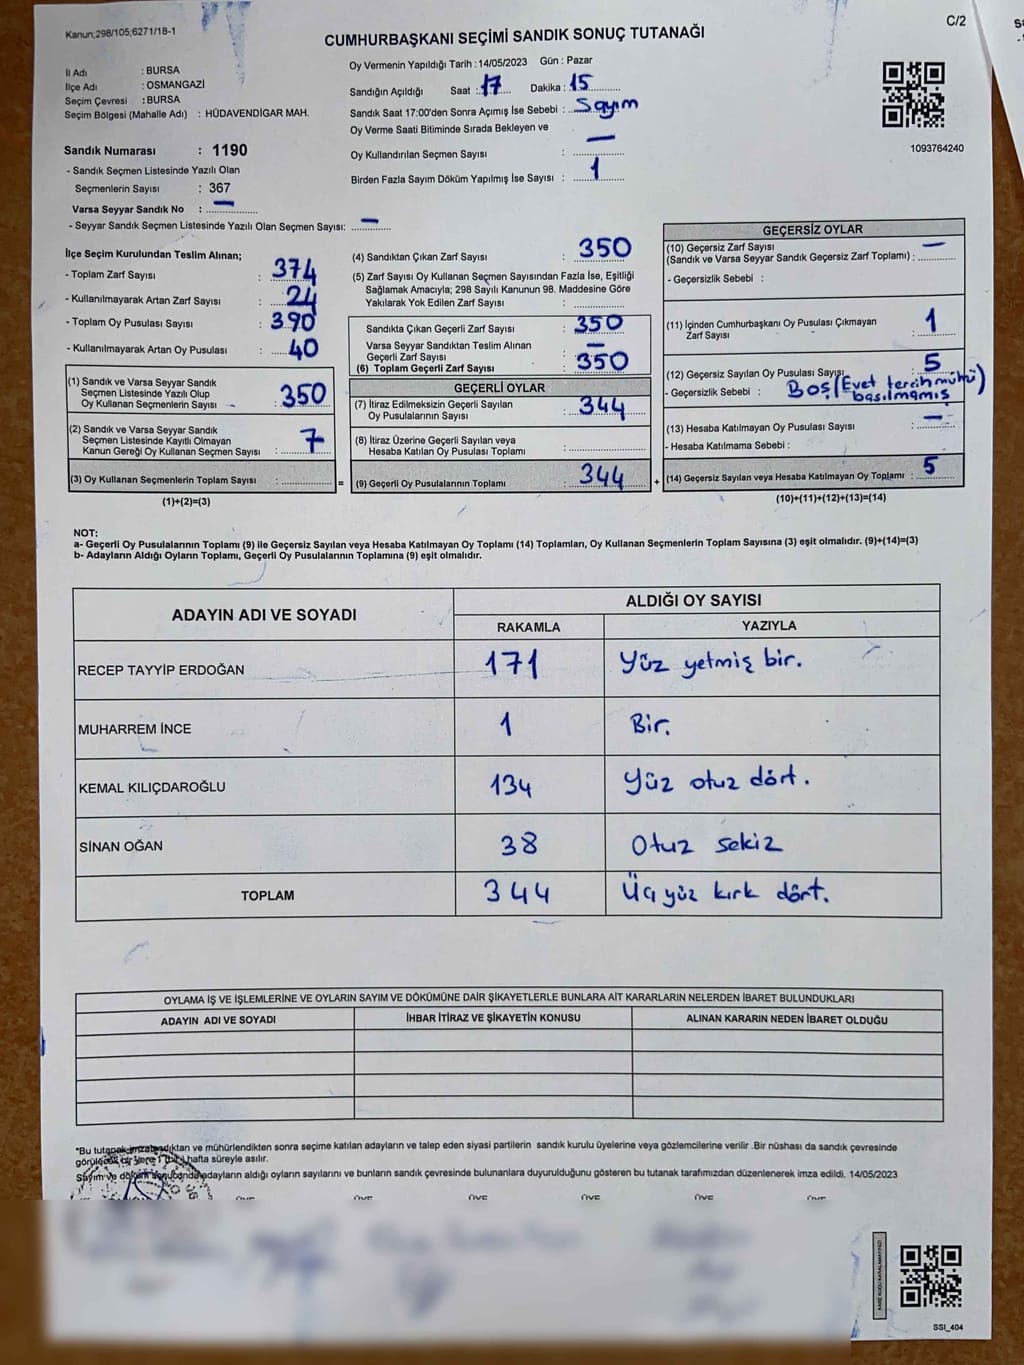 Kanun;298/105;6271/18-1
C/2
CUMHURBAŞKANI SEÇİMİ SANDIK SONUÇ TUTANAĞI
İl Adı : BURSA
İlçe Adı : OSMANGAZİ
Seçim Çevresi : BURSA
Seçim Bölgesi (Mahalle Adı) : HÜDAVENDİGAR MAH.
Oy Vermenin Yapıldığı Tarih :14/05/2023 Gün : Pazar
Sandığın Açıldığı Saat : 17 Dakika : 15
Sandık Saat 17:00'den Sonra Açımış İse Sebebi : Sayım
Oy Verme Saati Bitiminde Sırada Bekleyen ve
Oy Kullandırılan Seçmen Sayısı : —
Birden Fazla Sayım Döküm Yapılmış İse Sayısı : 1
1093764240
Sandık Numarası : 1190
- Sandık Seçmen Listesinde Yazılı Olan
Seçmenlerin Sayısı : 367
Varsa Seyyar Sandık No : —
- Seyyar Sandık Seçmen Listesinde Yazılı Olan Seçmen Sayısı: —
İlçe Seçim Kurulundan Teslim Alınan;
- Toplam Zarf Sayısı : 374
- Kullanılmayarak Artan Zarf Sayısı : 24
- Toplam Oy Pusulası Sayısı : 390
- Kullanılmayarak Artan Oy Pusulası : 40
(1) Sandık ve Varsa Seyyar Sandık
Seçmen Listesinde Yazılı Olup
Oy Kullanan Seçmenlerin Sayısı : 350
(2) Sandık ve Varsa Seyyar Sandık
Seçmen Listesinde Kayıtlı Olmayan
Kanun Gereği Oy Kullanan Seçmen Sayısı : 7
(3) Oy Kullanan Seçmenlerin Toplam Sayısı :
(1)+(2)=(3)
(4) Sandıktan Çıkan Zarf Sayısı : 350
(5) Zarf Sayısı Oy Kullanan Seçmen Sayısından Fazla İse, Eşitliği
Sağlamak Amacıyla; 298 Sayılı Kanunun 98. Maddesine Göre
Yakılarak Yok Edilen Zarf Sayısı :
Sandıkta Çıkan Geçerli Zarf Sayısı : 350
Varsa Seyyar Sandıktan Teslim Alınan
Geçerli Zarf Sayısı : —
(6) Toplam Geçerli Zarf Sayısı : 350
GEÇERLİ OYLAR
(7) İtiraz Edilmeksizin Geçerli Sayılan
Oy Pusulalarının Sayısı : 344
(8) İtiraz Üzerine Geçerli Sayılan veya
Hesaba Katılan Oy Pusulası Toplamı :
= (9) Geçerli Oy Pusulalarının Toplamı : 344 +
GEÇERSİZ OYLAR
(10) Geçersiz Zarf Sayısı
(Sandık ve Varsa Seyyar Sandık Geçersiz Zarf Toplamı) : —
- Geçersizlik Sebebi :
(11) İçinden Cumhurbaşkanı Oy Pusulası Çıkmayan
Zarf Sayısı : 1
(12) Geçersiz Sayılan Oy Pusulası Sayısı : 5
- Geçersizlik Sebebi : Boş (Evet tercih mühü)
basılmamış
(13) Hesaba Katılmayan Oy Pusulası Sayısı : —
- Hesaba Katılmama Sebebi :
(14) Geçersiz Sayılan veya Hesaba Katılmayan Oy Toplamı : 5
(10)+(11)+(12)+(13)=(14)
NOT:
a- Geçerli Oy Pusulalarının Toplamı (9) ile Geçersiz Sayılan veya Hesaba Katılmayan Oy Toplamı (14) Toplamları, Oy Kullanan Seçmenlerin Toplam Sayısına (3) eşit olmalıdır. (9)+(14)=(3)
b- Adayların Aldığı Oyların Toplamı, Geçerli Oy Pusulalarının Toplamına (9) eşit olmalıdır.
ADAYIN ADI VE SOYADI
ALDIĞI OY SAYISI
RAKAMLA YAZIYLA
RECEP TAYYİP ERDOĞAN 171 Yüz yetmiş bir.
MUHARREM İNCE 1 Bir.
KEMAL KILIÇDAROĞLU 134 Yüz otuz dört.
SİNAN OĞAN 38 Otuz sekiz
TOPLAM 344 Üç yüz kırk dört.
OYLAMA İŞ VE İŞLEMLERİNE VE OYLARIN SAYIM VE DÖKÜMÜNE DAİR ŞİKAYETLERLE BUNLARA AİT KARARLARIN NELERDEN İBARET BULUNDUKLARI
ADAYIN ADI VE SOYADI İHBAR İTİRAZ VE ŞİKAYETİN KONUSU ALINAN KARARIN NEDEN İBARET OLDUĞU
*Bu tutanak imzalandıktan ve mühürlendikten sonra seçime katılan adayların ve talep eden siyasi partilerin sandık kurulu üyelerine veya gözlemcilerine verilir .Bir nüshası da sandık çevresinde
görülecek bir yere 1 (bir) hafta süreyle asılır.
Sayım ve döküm sonucunda adayların aldığı oyların sayılarını ve bunların sandık çevresinde bulunanlara duyurulduğunu gösteren bu tutanak tarafımızdan düzenlenerek imza edildi. 14/05/2023
ÜYE ÜYE ÜYE ÜYE ÜYE ÜYE
KARE KODU KARALAMAYINIZ!
SSI_404